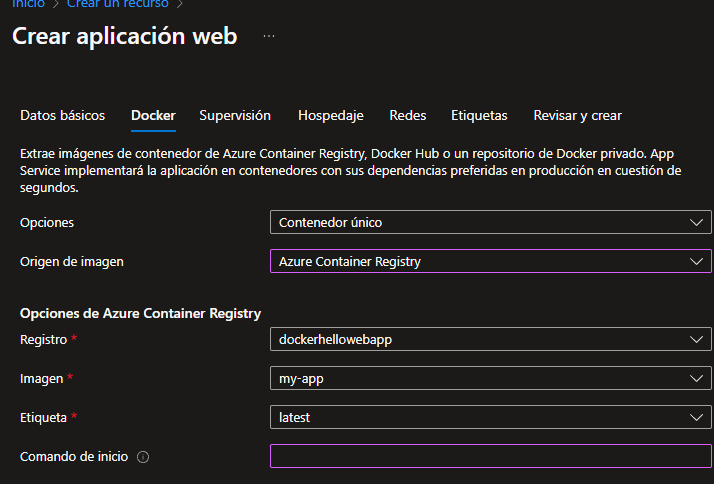 Inicio > Crear un recurso >
Crear aplicación web ...
Datos básicos Docker Supervisión Hospedaje Redes Etiquetas Revisar y crear
Extrae imágenes de contenedor de Azure Container Registry, Docker Hub o un repositorio de Docker privado. App
Service implementará la aplicación en contenedores con sus dependencias preferidas en producción en cuestión de
segundos.
Opciones Contenedor único
Origen de imagen Azure Container Registry
Opciones de Azure Container Registry
Registro * dockerhellowebapp
Imagen * my-app
Etiqueta * latest
Comando de inicio